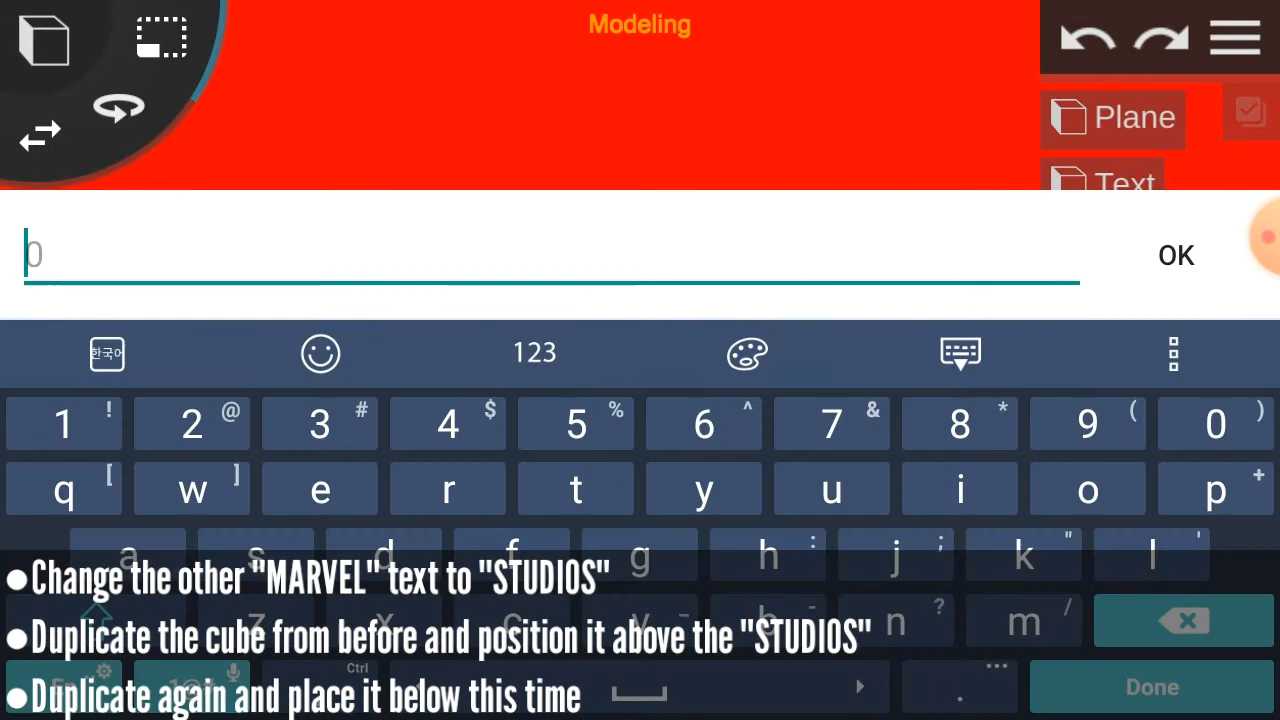 Modeling
Plane
Text
0
OK
한국어
123
! @ # $ % ^ & * ( )
1 2 3 4 5 6 7 8 9 0
[ ] +
q w e r t y u i o p
: ; " '
a s d f g h j k l
●Change the other "MARVEL" text to "STUDIOS"
- - ? /
z x c v b n m
●Duplicate the cube from before and position it above the "STUDIOS"
Ctrl
. Done
●Duplicate again and place it below this time